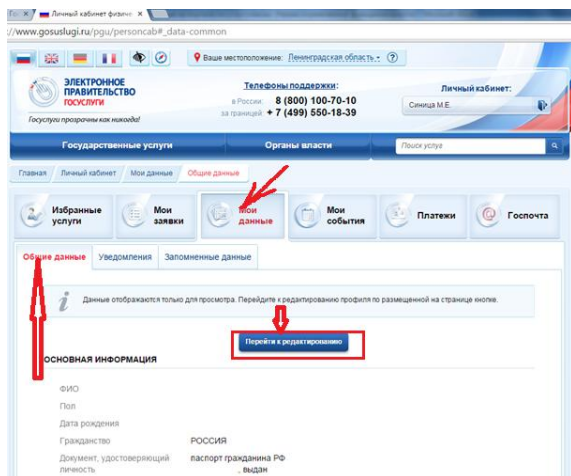 Личный кабинет физиче
//www.gosuslugi.ru/pgu/personcab#_data-common
Ваше местоположение: Ленинградская область
ЭЛЕКТРОННОЕ
ПРАВИТЕЛЬСТВО
ГОСУСЛУГИ
Госуслуги прозрачны как никогда!
Телефоны поддержки:
в России: 8 (800) 100-70-10
за границей: +7 (499) 550-18-39
Личный кабинет:
Синица М.Е.
Государственные услуги
Органы власти
Поиск услуг
Главная
Личный кабинет
Мои данные
Общие данные
Избранные услуги
Мои заявки
Мои данные
Мои события
Платежи
Госпочта
Общие данные
Уведомления
Запомненные данные
Данные отображаются только для просмотра. Перейдите к редактированию профиля по размещенной на странице кнопке.
Перейти к редактированию
ОСНОВНАЯ ИНФОРМАЦИЯ
ФИО
Пол
Дата рождения
Гражданство РОССИЯ
Документ, удостоверяющий паспорт гражданина РФ
личность , выдан